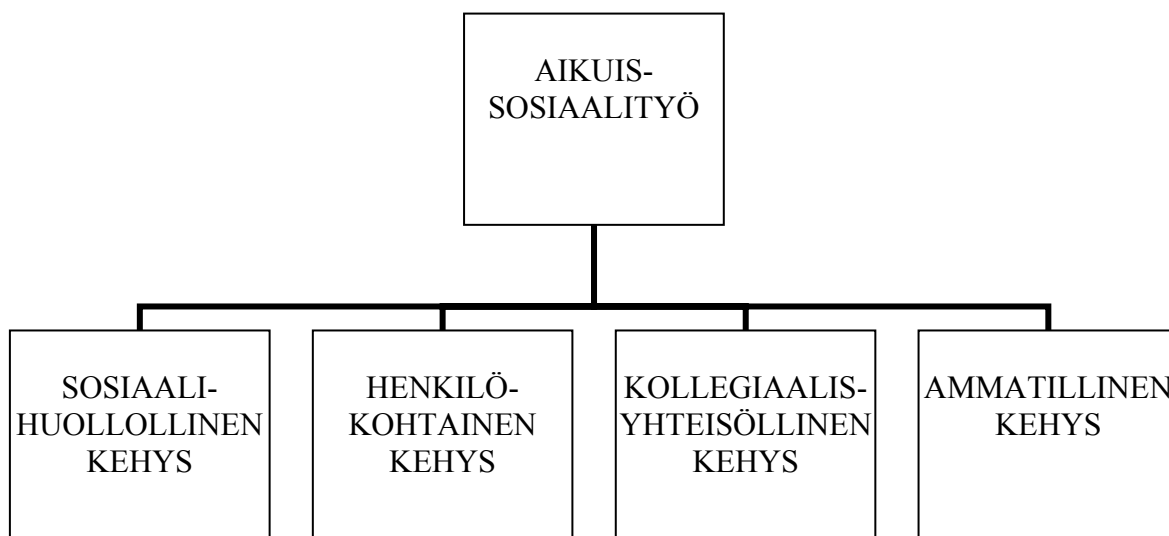 AIKUIS-
SOSIAALITYÖ
SOSIAALI-
HUOLLOLLINEN
KEHYS
HENKILÖ-
KOHTAINEN
KEHYS
KOLLEGIAALIS-
YHTEISÖLLINEN
KEHYS
AMMATILLINEN
KEHYS